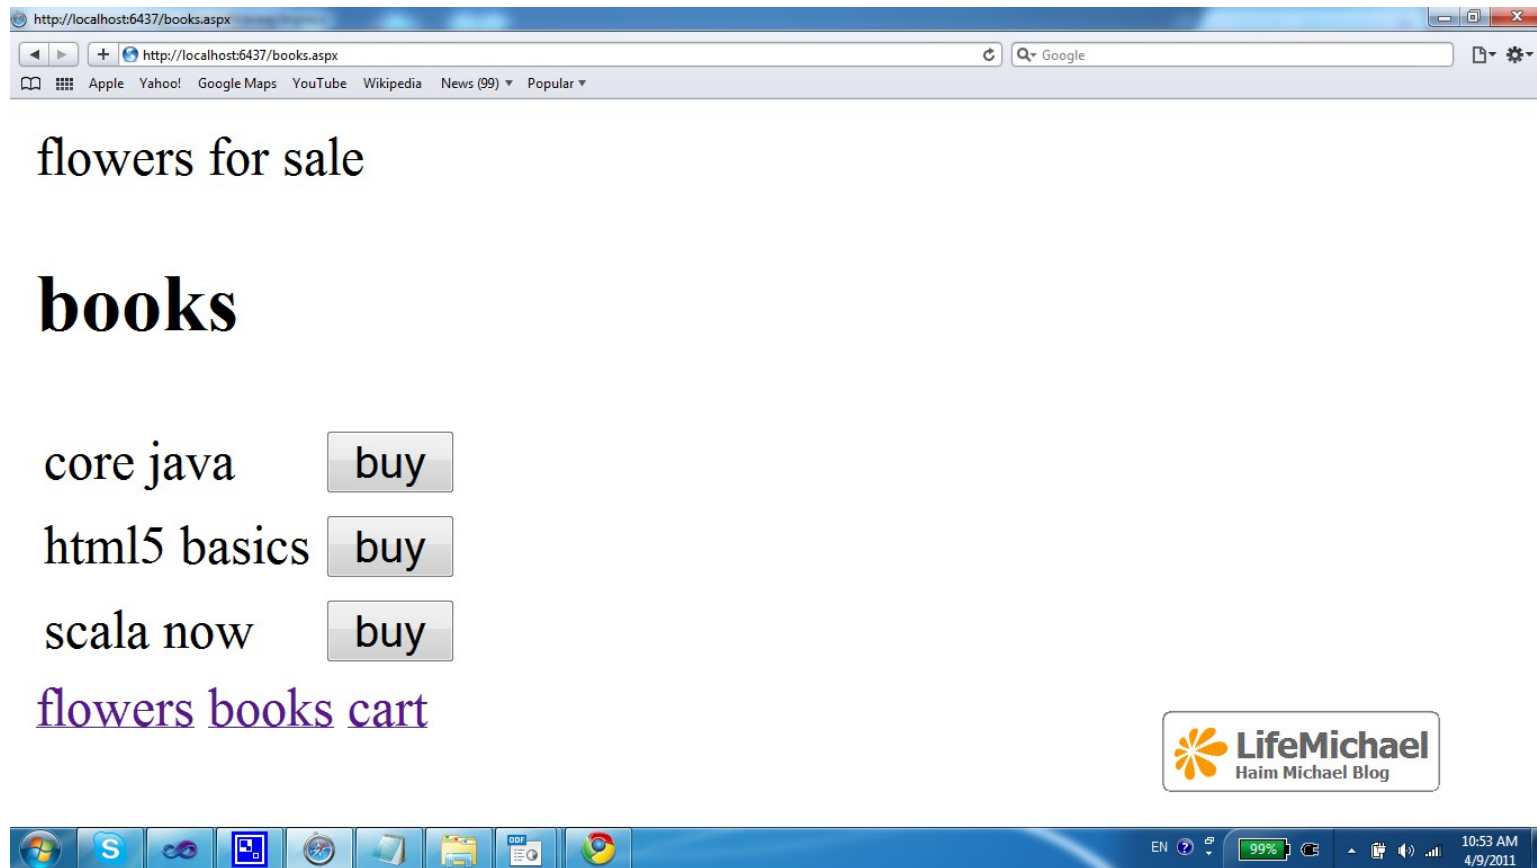 http://localhost:6437/books.aspx
http://localhost:6437/books.aspx
Google
Apple Yahoo! Google Maps YouTube Wikipedia News (99) Popular
flowers for sale
books
core java buy
html5 basics buy
scala now buy
flowers books cart
LifeMichael
Haim Michael Blog
S ODF EN ? 99% 10:53 AM
4/9/2011